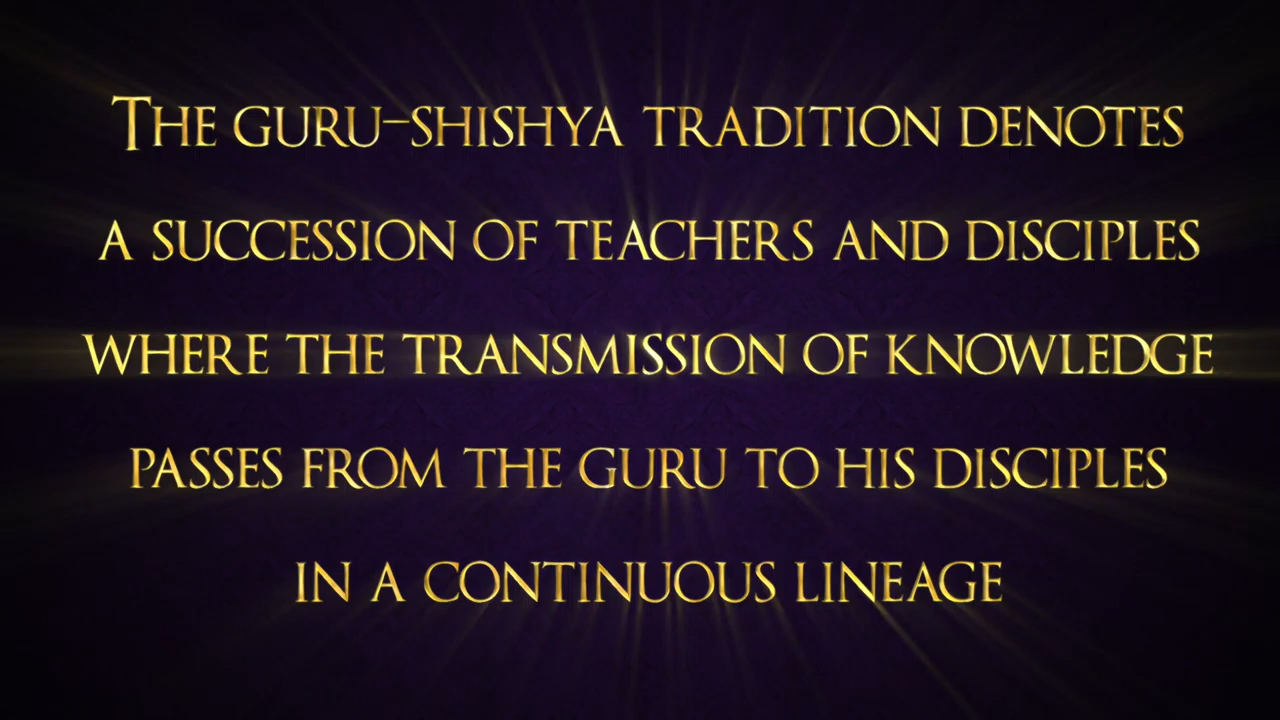 The guru–shishya tradition denotes
a succession of teachers and disciples
where the transmission of knowledge
passes from the guru to his disciples
in a continuous lineage